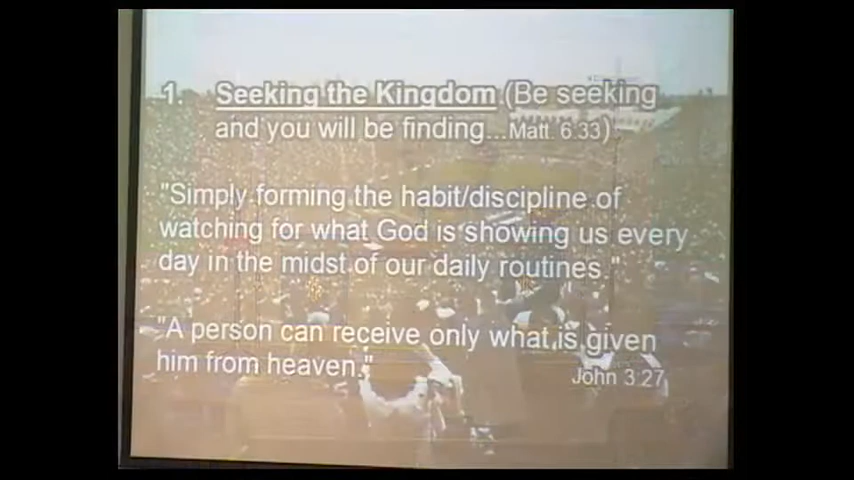 1. Seeking the Kingdom (Be seeking
and you will be finding...Matt. 6:33)
"Simply forming the habit/discipline of
watching for what God is showing us every
day in the midst of our daily routines."
"A person can receive only what is given
him from heaven."
John 3:27